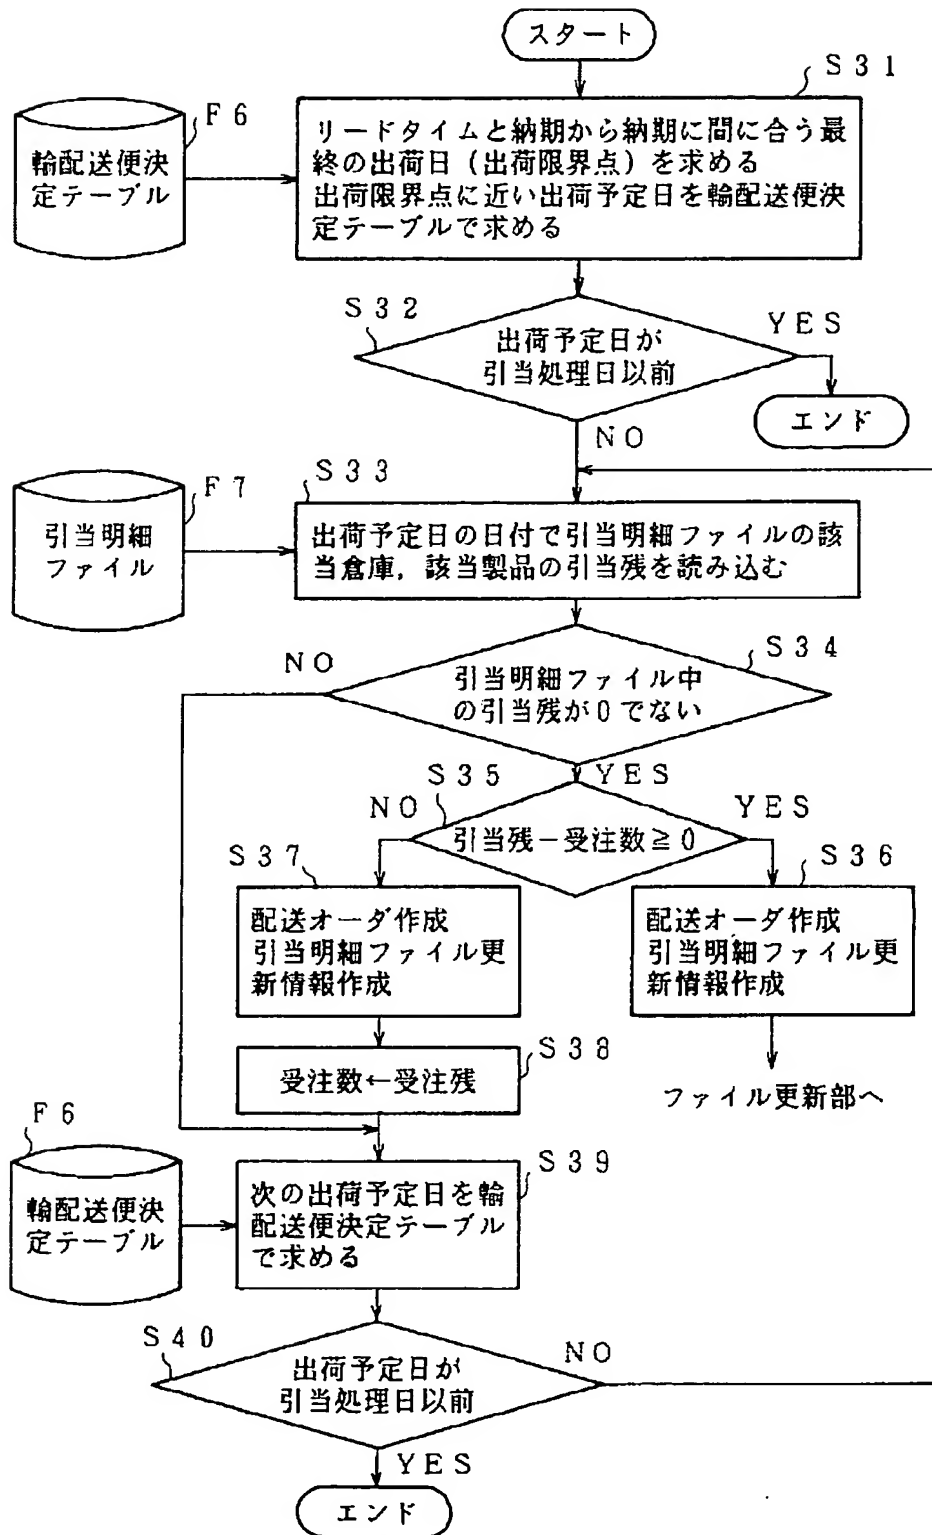 スタート
S31
F6
輸配送便決
定テーブル
リードタイムと納期から納期に間に合う最
終の出荷日（出荷限界点）を求める
出荷限界点に近い出荷予定日を輸配送便決
定テーブルで求める
S32
出荷予定日が
引当処理日以前
YES
エンド
NO
F7
引当明細
ファイル
S33
出荷予定日の日付で引当明細ファイルの該
当倉庫，該当製品の引当残を読み込む
NO
S34
引当明細ファイル中
の引当残が0でない
YES
S35
NO
引当残－受注数≧0
YES
S37
配送オーダ作成
引当明細ファイル更
新情報作成
S36
配送オーダ作成
引当明細ファイル更
新情報作成
S38
受注数←受注残
ファイル更新部へ
F6
輸配送便決
定テーブル
S39
次の出荷予定日を輸
配送便決定テーブル
で求める
S40
出荷予定日が
引当処理日以前
NO
YES
エンド